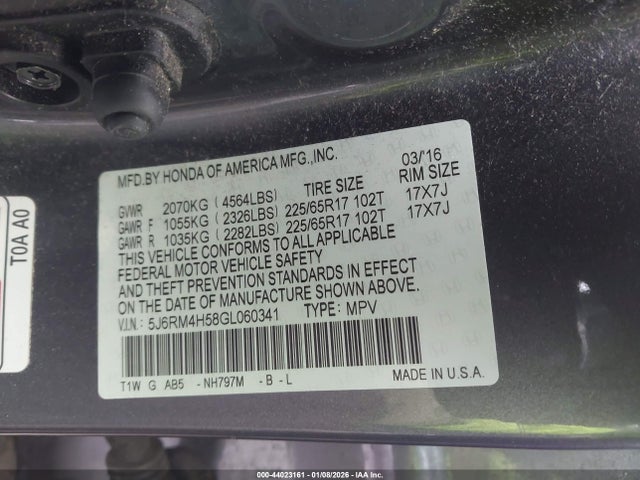 MFD.BY HONDA OF AMERICA MFG.,INC. 03/'16
TIRE SIZE RIM SIZE
GVWR 2070KG ( 4564LBS)
GAWR F 1055KG ( 2326LBS) 225/65R17 102T 17X7J
GAWR R 1035KG ( 2282LBS) 225/65R17 102T 17X7J
THIS VEHICLE CONFORMS TO ALL APPLICABLE
FEDERAL MOTOR VEHICLE SAFETY
AND THEFT PREVENTION STANDARDS IN EFFECT
ON THE DATE OF MANUFACTURE SHOWN ABOVE.
V.I.N.: 5J6RM4H58GL060341 TYPE: MPV
T1W G AB5 - NH797M - B - L
MADE IN U.S.A.
T0A A0
000-44023161 - 01/08/2026 - IAA Inc.